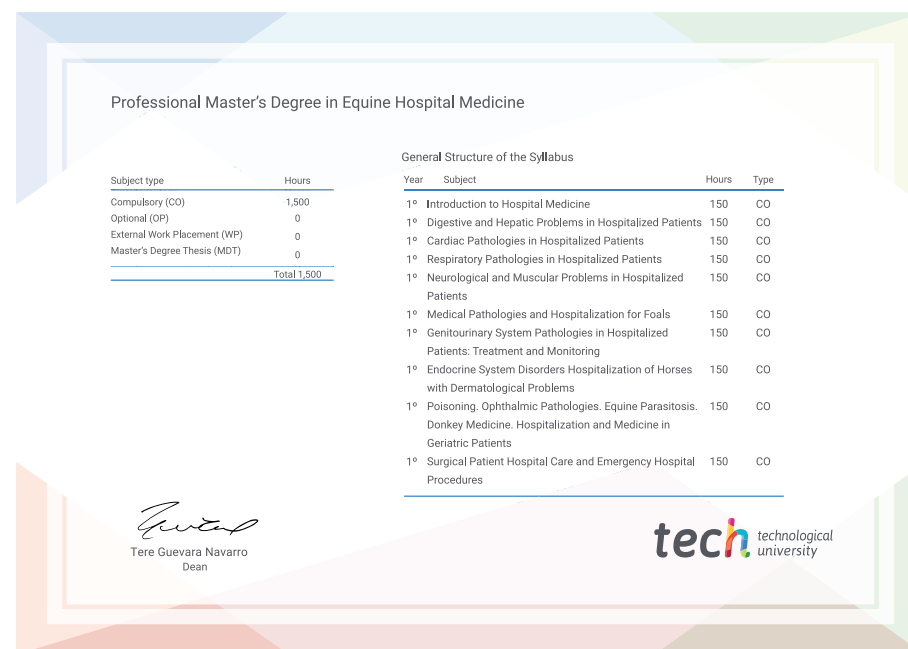 Professional Master's Degree in Equine Hospital Medicine
Subject type Hours
Compulsory (CO) 1,500
Optional (OP) 0
External Work Placement (WP) 0
Master's Degree Thesis (MDT) 0
Total 1,500
General Structure of the Syllabus
Year Subject Hours Type
1º Introduction to Hospital Medicine 150 CO
1º Digestive and Hepatic Problems in Hospitalized Patients 150 CO
1º Cardiac Pathologies in Hospitalized Patients 150 CO
1º Respiratory Pathologies in Hospitalized Patients 150 CO
1º Neurological and Muscular Problems in Hospitalized 150 CO
Patients
1º Medical Pathologies and Hospitalization for Foals 150 CO
1º Genitourinary System Pathologies in Hospitalized 150 CO
Patients: Treatment and Monitoring
1º Endocrine System Disorders Hospitalization of Horses 150 CO
with Dermatological Problems
1º Poisoning. Ophthalmic Pathologies. Equine Parasitosis. 150 CO
Donkey Medicine. Hospitalization and Medicine in
Geriatric Patients
1º Surgical Patient Hospital Care and Emergency Hospital 150 CO
Procedures
Tere Guevara Navarro
Dean
tech technological
university